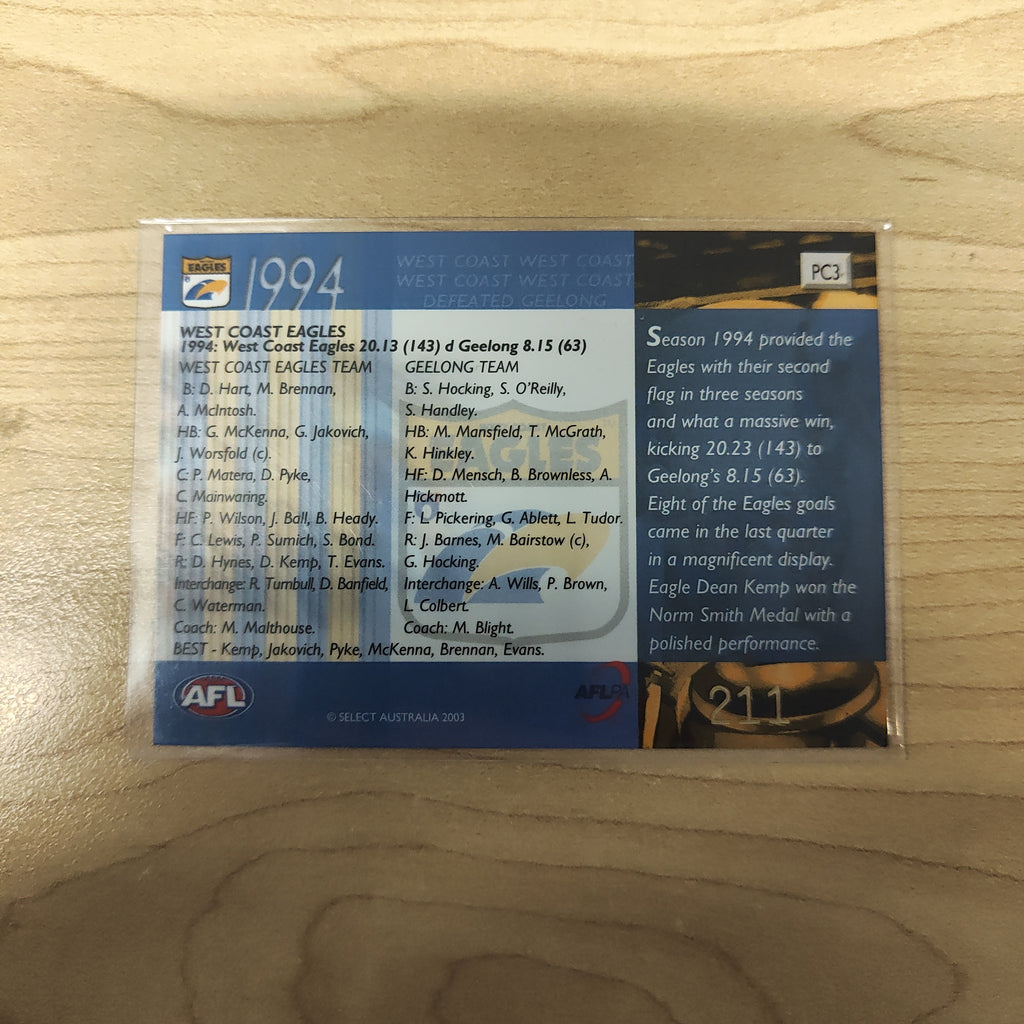 EAGLES
1994
WEST COAST WEST COAST
WEST COAST WEST COAST
DEFEATED GEELONG
PC3
WEST COAST EAGLES
1994: West Coast Eagles 20.13 (143) d Geelong 8.15 (63)
WEST COAST EAGLES TEAM
B: D. Hart, M. Brennan,
A. McIntosh.
HB: G. McKenna, G. Jakovich,
J. Worsfold (c).
C: P. Matera, D. Pyke,
C. Mainwaring.
HF: P. Wilson, J. Ball, B. Heady.
F: C. Lewis, P. Sumich, S. Bond.
R: D. Hynes, D. Kemp, T. Evans.
Interchange: R. Turnbull, D. Banfield,
C. Waterman.
Coach: M. Malthouse.
BEST - Kemp, Jakovich, Pyke, McKenna, Brennan, Evans.
GEELONG TEAM
B: S. Hocking, S. O'Reilly,
S. Handley.
HB: M. Mansfield, T. McGrath,
K. Hinkley.
HF: D. Mensch, B. Brownless, A.
Hickmott.
F: L. Pickering, G. Ablett, L. Tudor.
R: J. Barnes, M. Bairstow (c),
G. Hocking.
Interchange: A. Wills, P. Brown,
L. Colbert.
Coach: M. Blight.
EAGLES
Season 1994 provided the
Eagles with their second
flag in three seasons
and what a massive win,
kicking 20.23 (143) to
Geelong's 8.15 (63).
Eight of the Eagles goals
came in the last quarter
in a magnificent display.
Eagle Dean Kemp won the
Norm Smith Medal with a
polished performance.
AFL
© SELECT AUSTRALIA 2003
AFLPA
211